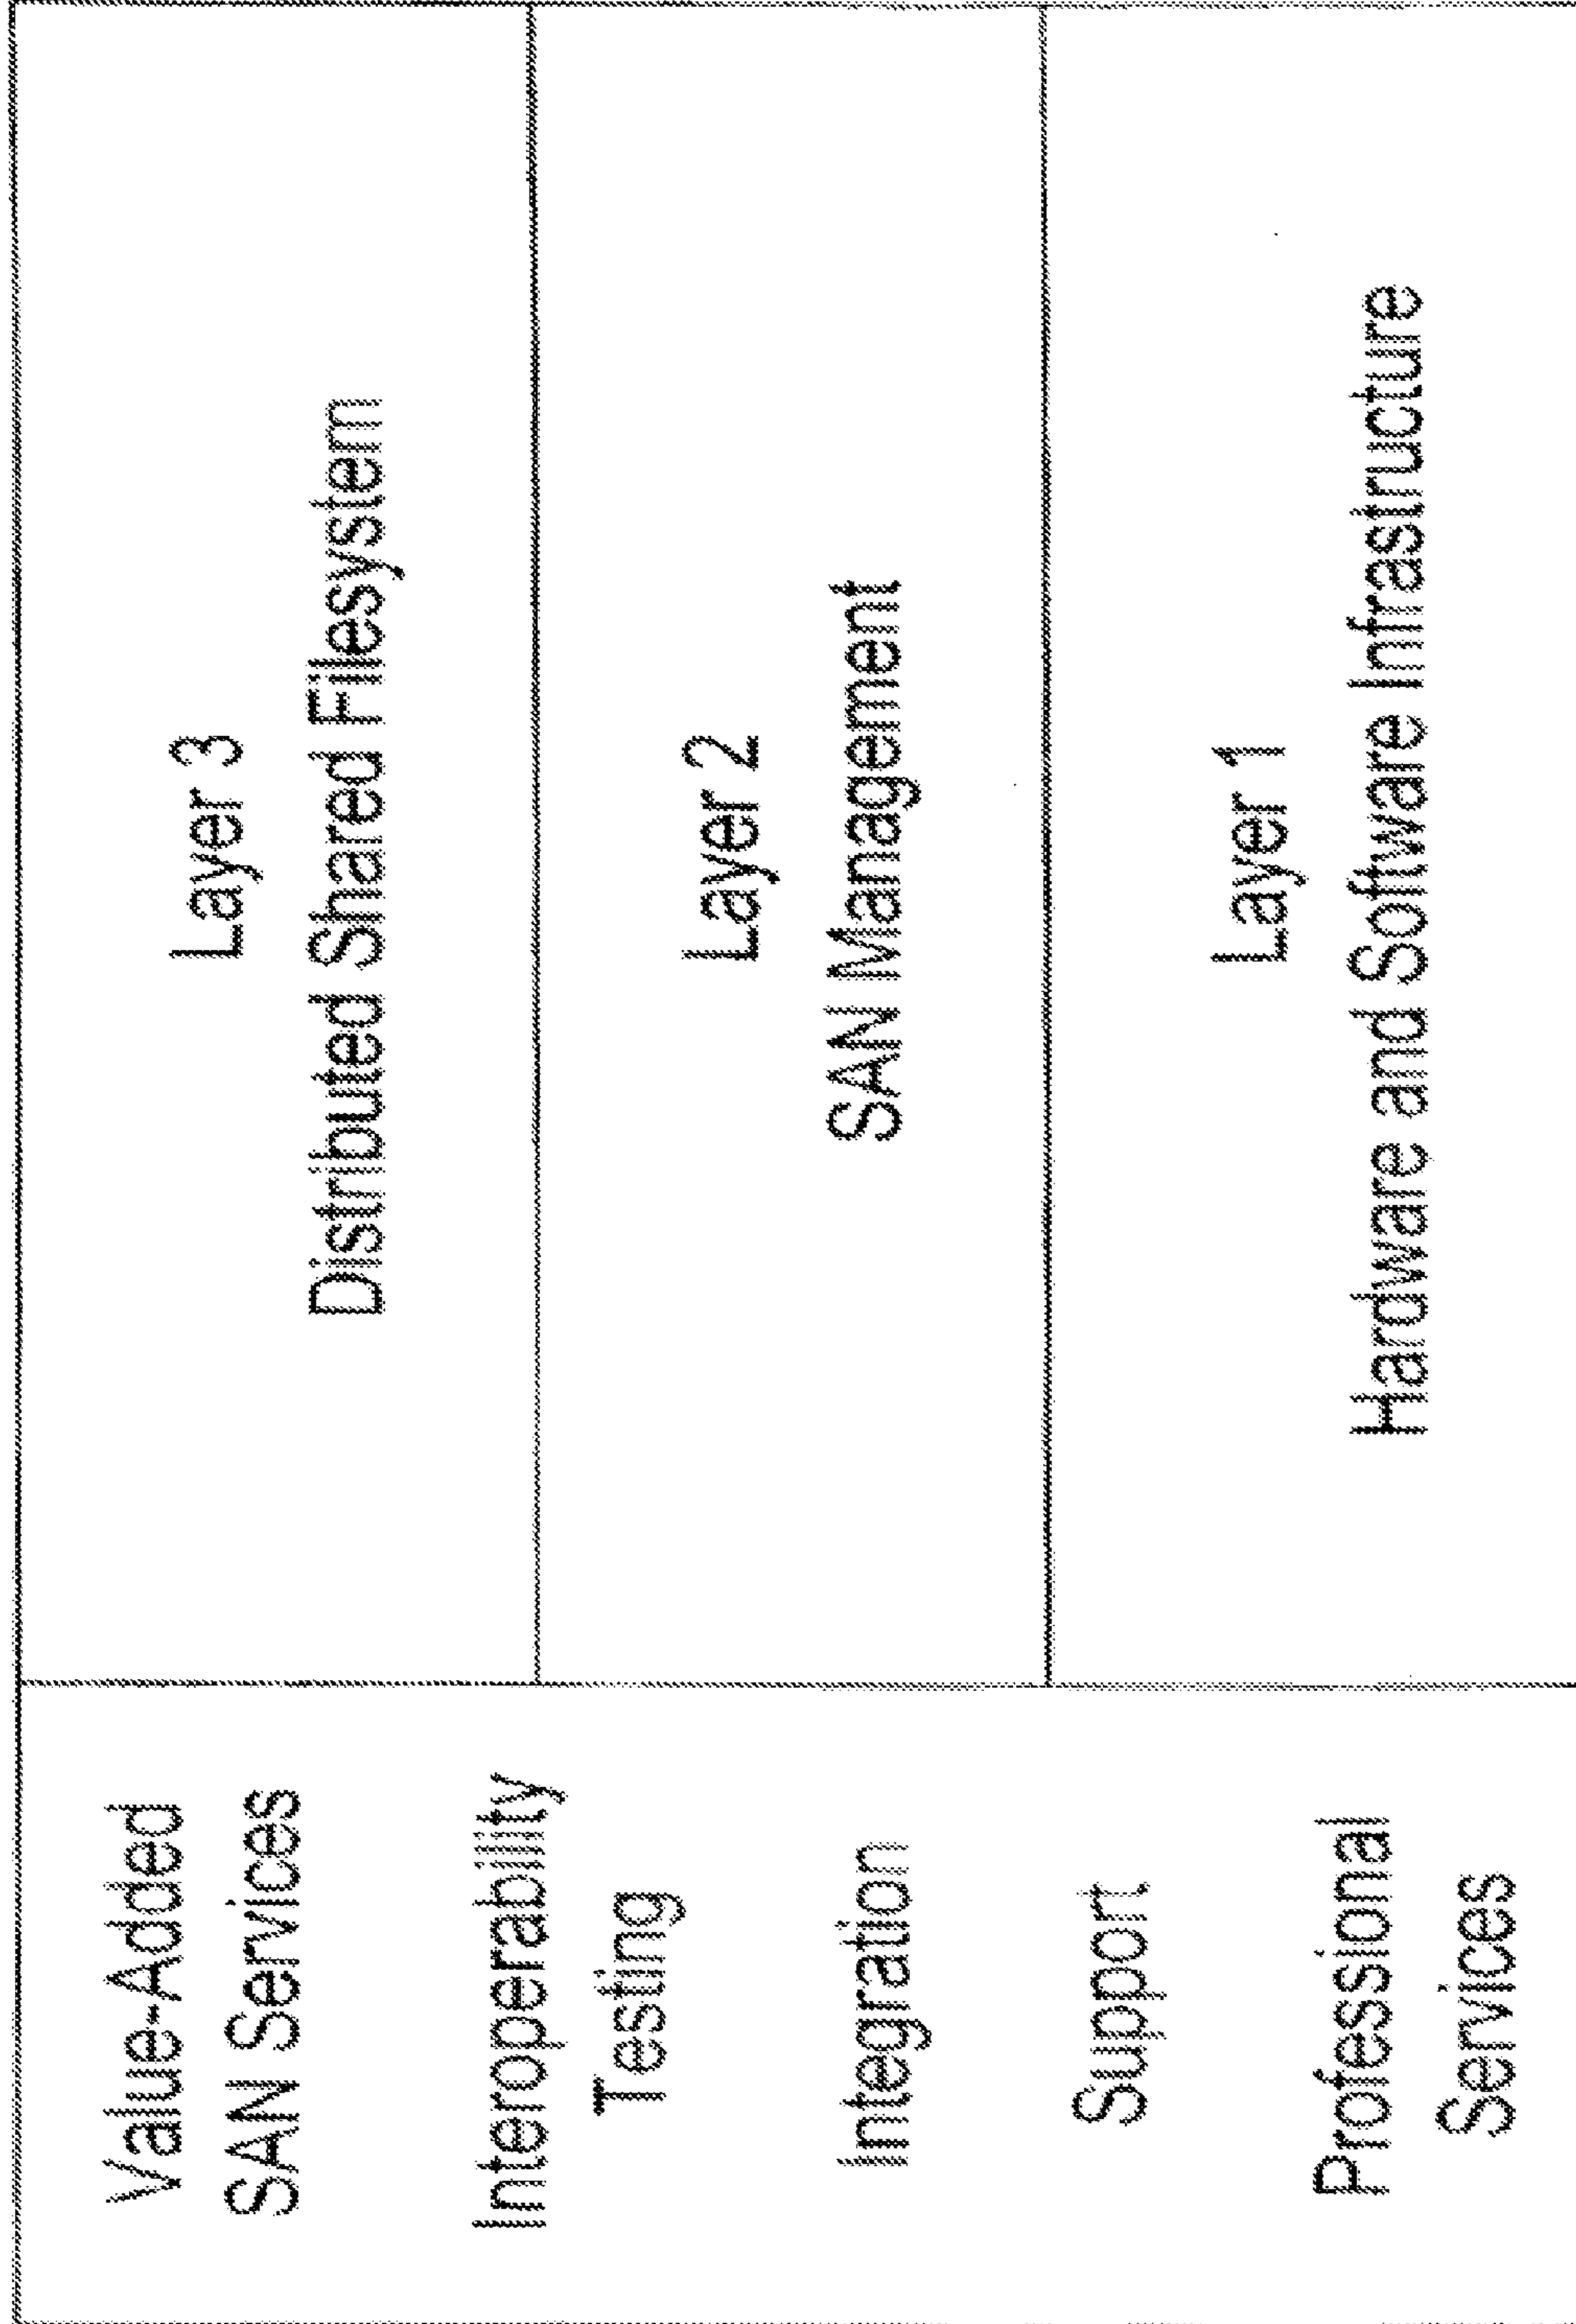 Value-Added
SAN Services
Interoperability
Testing
Integration
Support
Professional
Services
Layer 3
Distributed Shared Filesystem
Layer 2
SAN Management
Layer 1
Hardware and Software Infrastructure